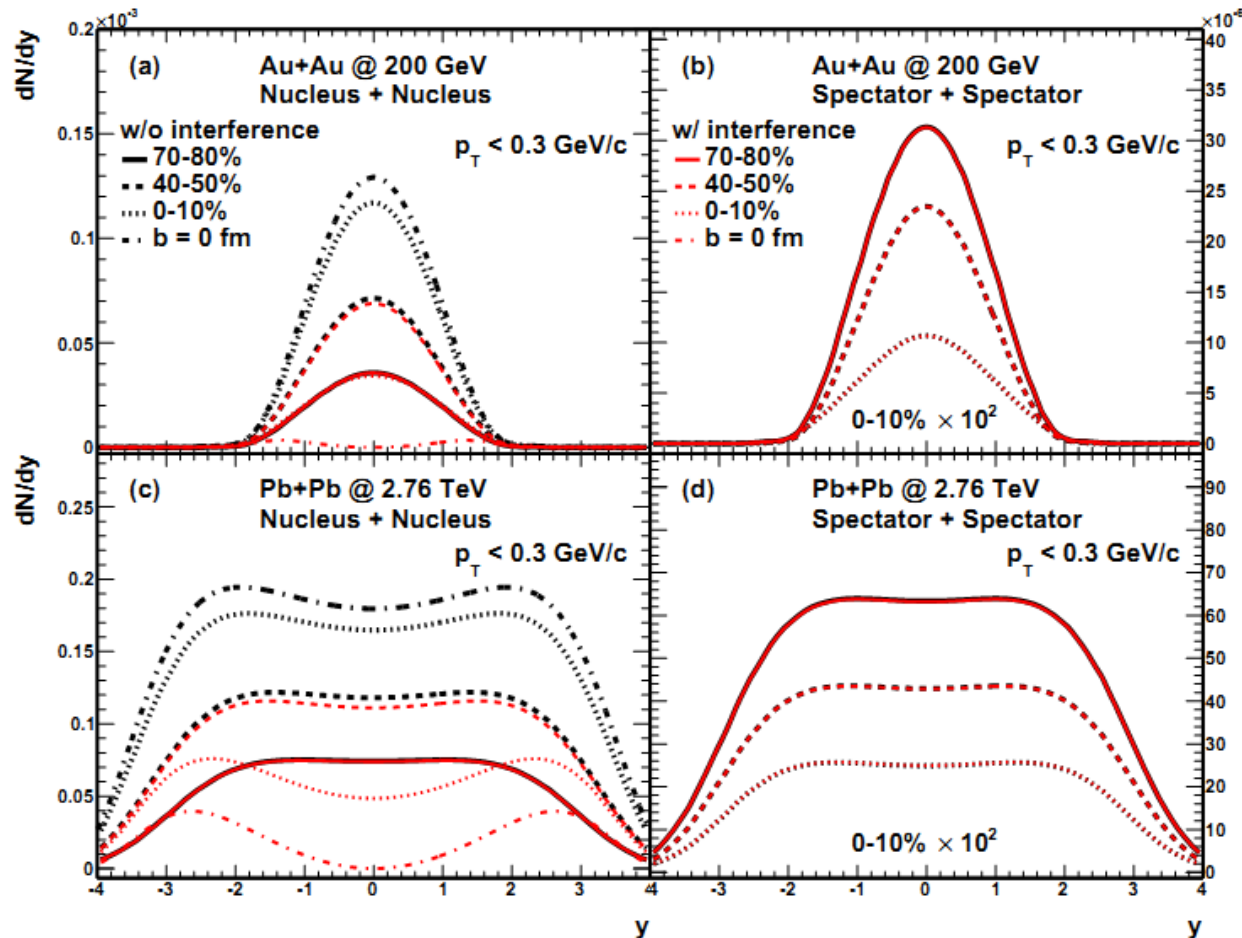 ×10⁻³
×10⁻⁶
dN/dy
0.2
0.15
0.1
0.05
0
(a)
Au+Au @ 200 GeV
Nucleus + Nucleus
w/o interference
p_T < 0.3 GeV/c
70-80%
40-50%
0-10%
b = 0 fm
(b)
Au+Au @ 200 GeV
Spectator + Spectator
w/ interference
p_T < 0.3 GeV/c
70-80%
40-50%
0-10%
b = 0 fm
0-10% ×10²
40
35
30
25
20
15
10
5
0
dN/dy
0.25
0.2
0.15
0.1
0.05
0
(c)
Pb+Pb @ 2.76 TeV
Nucleus + Nucleus
p_T < 0.3 GeV/c
(d)
Pb+Pb @ 2.76 TeV
Spectator + Spectator
p_T < 0.3 GeV/c
0-10% ×10²
90
80
70
60
50
40
30
20
10
0
-4 -3 -2 -1 0 1 2 3 4
-3 -2 -1 0 1 2 3 4
y
y